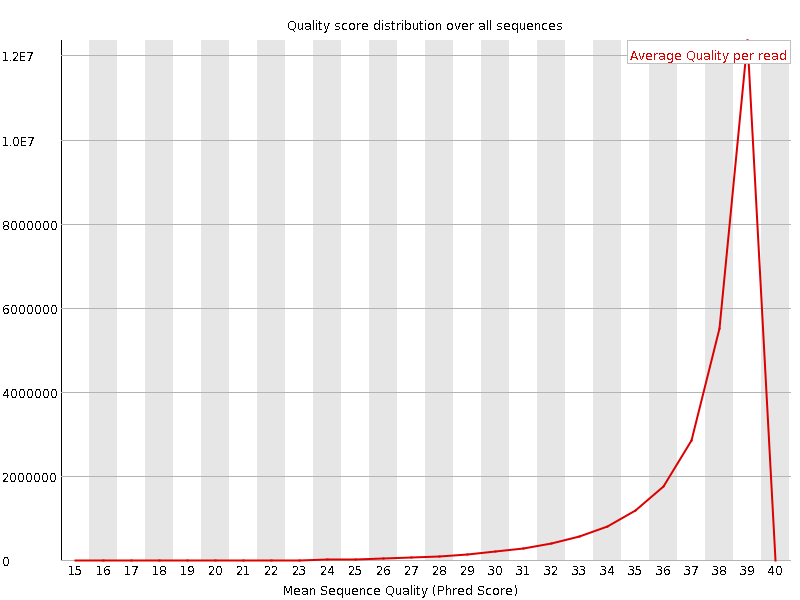 Quality score distribution over all sequences
Average Quality per read
1.2E7
1.0E7
8000000
6000000
4000000
2000000
0
15 16 17 18 19 20 21 22 23 24 25 26 27 28 29 30 31 32 33 34 35 36 37 38 39 40
Mean Sequence Quality (Phred Score)